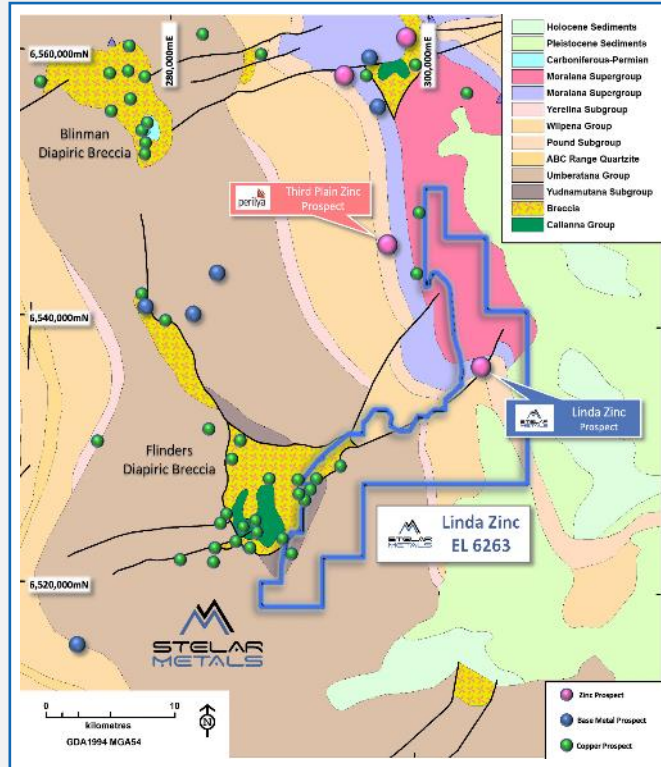 6,560,000mN
280,000mE
300,000mE
Blinman
Diapiric Breccia
perilya
Third Plain Zinc
Prospect
Holocene Sediments
Pleistocene Sediments
Carboniferous-Permian
Moralana Supergroup
Moralana Supergroup
Yerelina Subgroup
Wilpena Group
Pound Subgroup
ABC Range Quartzite
Umberatana Group
Yudnamutana Subgroup
Breccia
Callanna Group
6,540,000mN
STELAR
METALS
Linda Zinc
Prospect
Flinders
Diapiric Breccia
STELAR
METALS
Linda Zinc
EL 6263
6,520,000mN
STELAR
METALS
0 10
kilometres
GDA1994 MGA54
N
Zinc Prospect
Base Metal Prospect
Copper Prospect